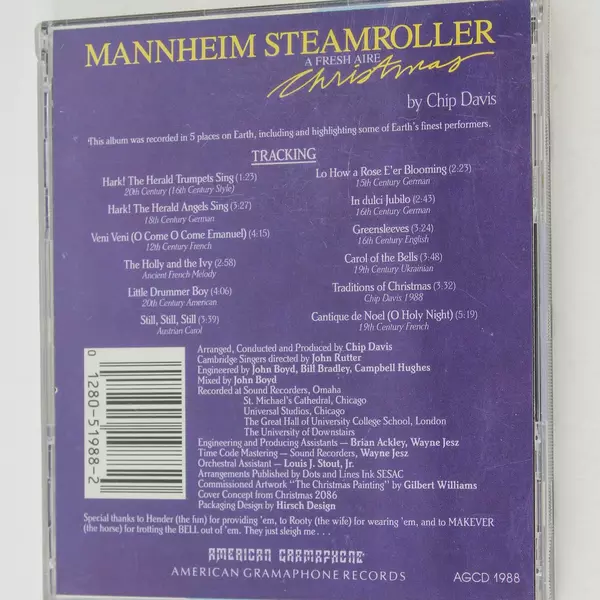 MANNHEIM STEAMROLLER
A FRESH AIRE
Christmas
by Chip Davis
This album was recorded in 5 places on Earth, including and highlighting some of Earth's finest performers.
TRACKING
Hark! The Herald Trumpets Sing (1:23)
20th Century (16th Century Style)
Hark! The Herald Angels Sing (3:27)
18th Century German
Veni Veni (O Come O Come Emanuel) (4:15)
12th Century French
The Holly and the Ivy (2:58)
Ancient French Melody
Little Drummer Boy (4:06)
20th Century American
Still, Still, Still (3:39)
Austrian Carol
Lo How a Rose E'er Blooming (2:23)
15th Century German
In dulci Jubilo (2:43)
16th Century German
Greensleeves (3:24)
16th Century English
Carol of the Bells (3:48)
19th Century Ukrainian
Traditions of Christmas (3:32)
Chip Davis 1988
Cantique de Noel (O Holy Night) (5:19)
19th Century French
Arranged, Conducted and Produced by Chip Davis
Cambridge Singers directed by John Rutter
Engineered by John Boyd, Bill Bradley, Campbell Hughes
Mixed by John Boyd
Recorded at Sound Recorders, Omaha
St. Michael's Cathedral, Chicago
Universal Studios, Chicago
The Great Hall of University College School, London
The University of Downstairs
Engineering and Producing Assistants — Brian Ackley, Wayne Jesz
Time Code Mastering — Sound Recorders, Wayne Jesz
Orchestral Assistant — Louis J. Stout, Jr.
Arrangements Published by Dots and Lines Ink SESAC
Commissioned Artwork "The Christmas Painting" by Gilbert Williams
Cover Concept from Christmas 2086
Packaging Design by Hirsch Design
0 12805-1988-2
Special thanks to Hender (the fun) for providing 'em, to Rooty (the wife) for wearing 'em, and to MAKEVER
(the horse) for trotting the BELL out of 'em. They just sleigh me . . .
AMERICAN GRAMAPHONE
AMERICAN GRAMAPHONE RECORDS
AGCD 1988